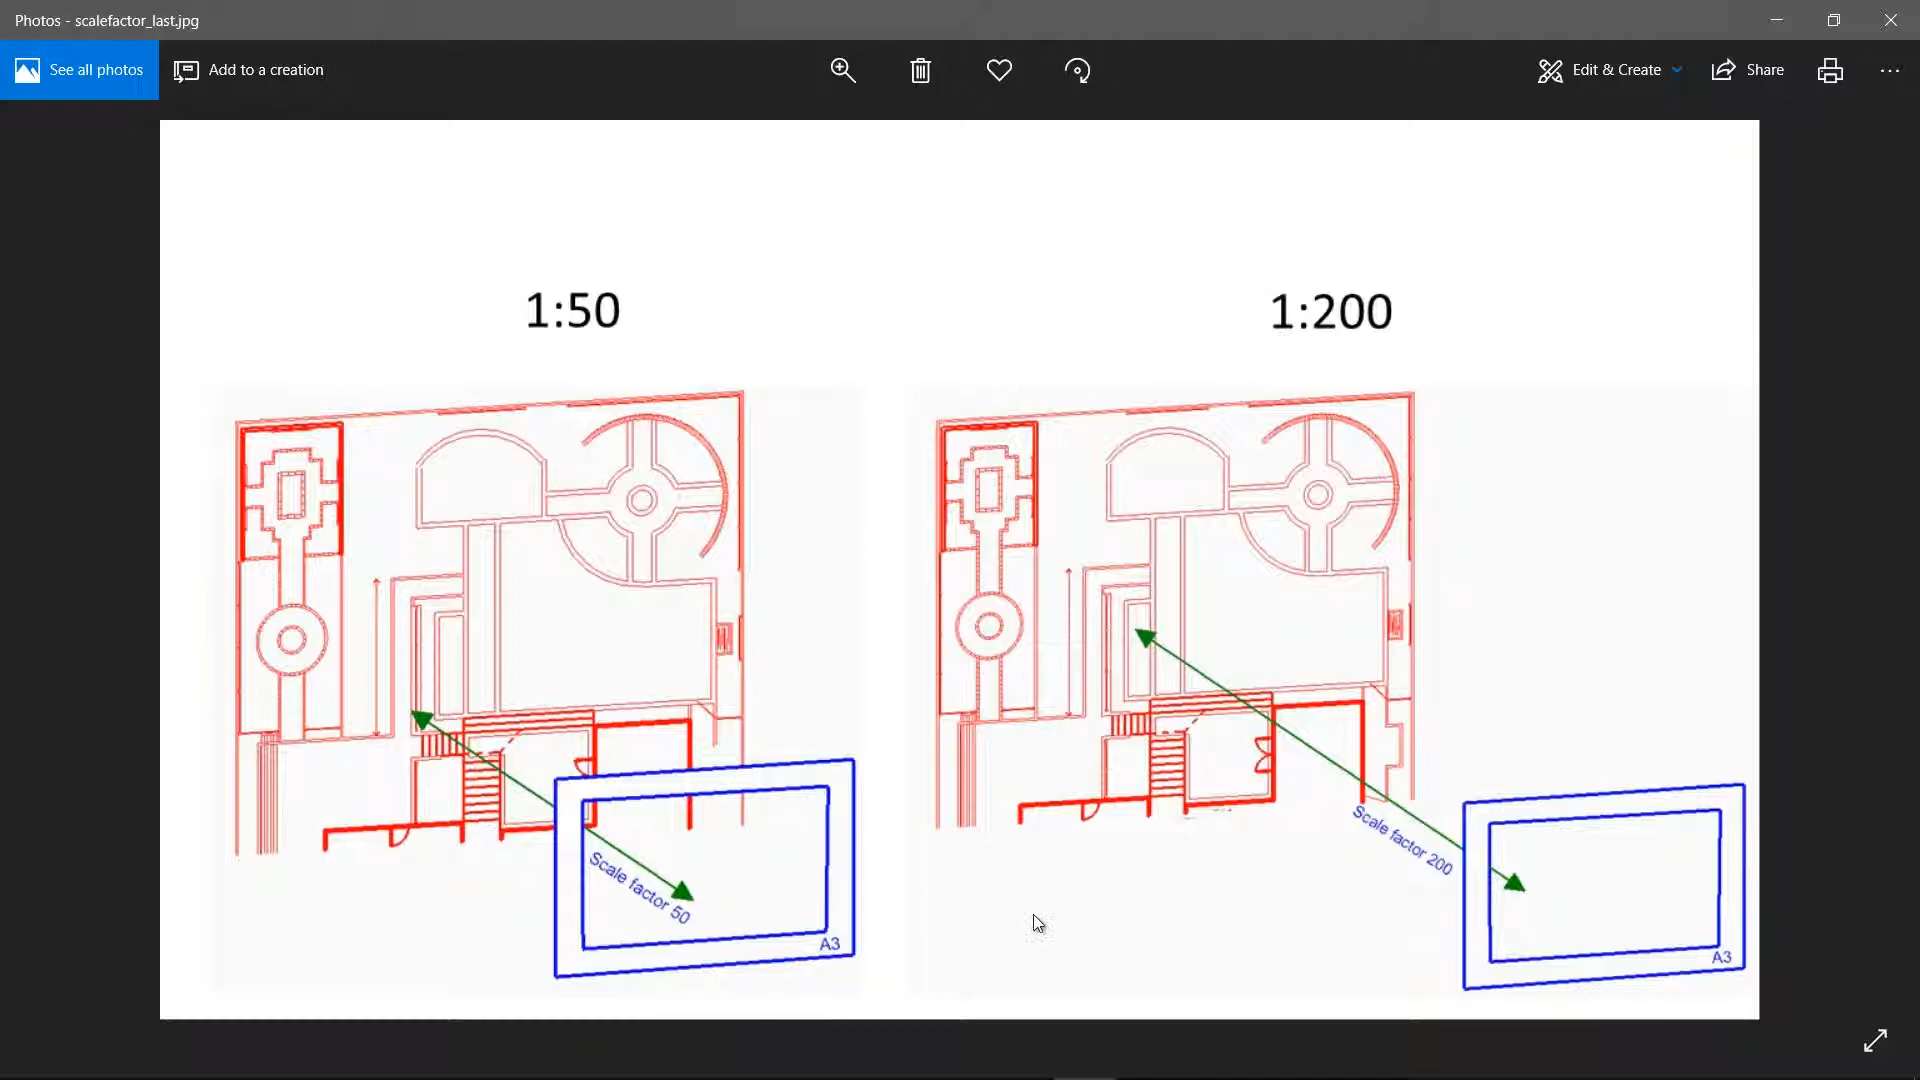 Photos - scalefactor_last.jpg
See all photos
Add to a creation
Edit & Create
Share
1:50
1:200
Scale factor 50
A3
Scale factor 200
A3